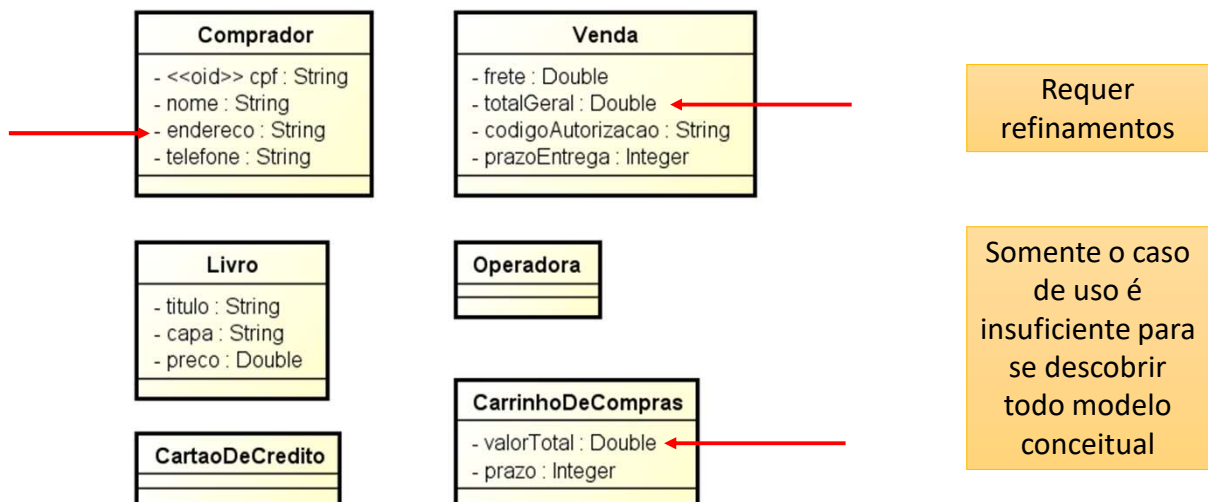 Comprador
- <<oid>> cpf : String
- nome : String
- endereco : String
- telefone : String
Venda
- frete : Double
- totalGeral : Double
- codigoAutorizacao : String
- prazoEntrega : Integer
Requer
refinamentos
Livro
- titulo : String
- capa : String
- preco : Double
Operadora
Somente o caso
de uso é
insuficiente para
se descobrir
todo modelo
conceitual
CartaoDeCredito
CarrinhoDeCompras
- valorTotal : Double
- prazo : Integer